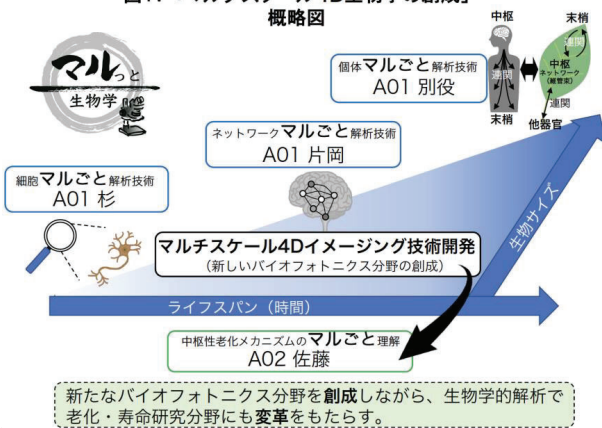 概略図
マルっと
生物学
個体マルごと解析技術
A01 別役
中枢
末梢
連関
末梢
末梢
連関
中枢
ネットワーク
(維管束)
連関
他器官
ネットワークマルごと解析技術
A01 片岡
細胞マルごと解析技術
A01 杉
マルチスケール4Dイメージング技術開発
(新しいバイオフォトニクス分野の創成)
生物サイズ
ライフスパン(時間)
中枢性老化メカニズムのマルごと理解
A02 佐藤
新たなバイオフォトニクス分野を創成しながら、生物学的解析で
老化・寿命研究分野にも変革をもたらす。